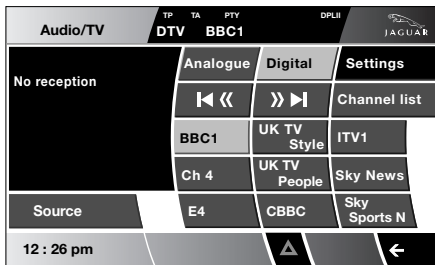 Audio/TV
TP TA PTY DPLII
DTV BBC1
JAGUAR
No reception
Analogue Digital Settings
Channel list
BBC1 UK TV Style ITV1
Ch 4 UK TV People Sky News
Source E4 CBBC Sky Sports N
12 : 26 pm